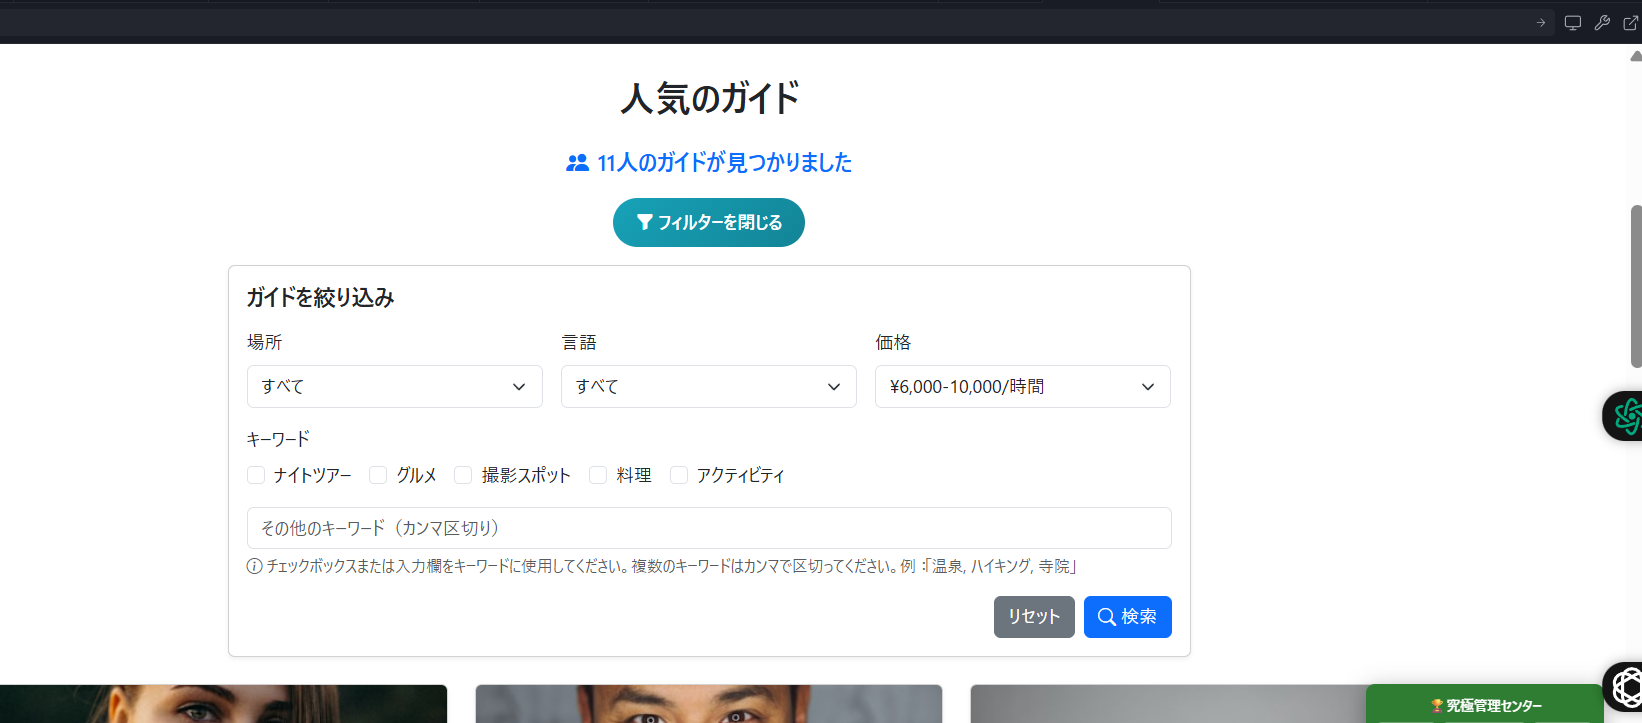 人気のガイド
11人のガイドが見つかりました
フィルターを閉じる
ガイドを絞り込み
場所
言語
価格
すべて
すべて
¥6,000-10,000/時間
キーワード
ナイトツアー
グルメ
撮影スポット
料理
アクティビティ
その他のキーワード（カンマ区切り）
チェックボックスまたは入力欄をキーワードに使用してください。複数のキーワードはカンマで区切ってください。例：「温泉, ハイキング, 寺院」
リセット
検索
🏆究極管理センター